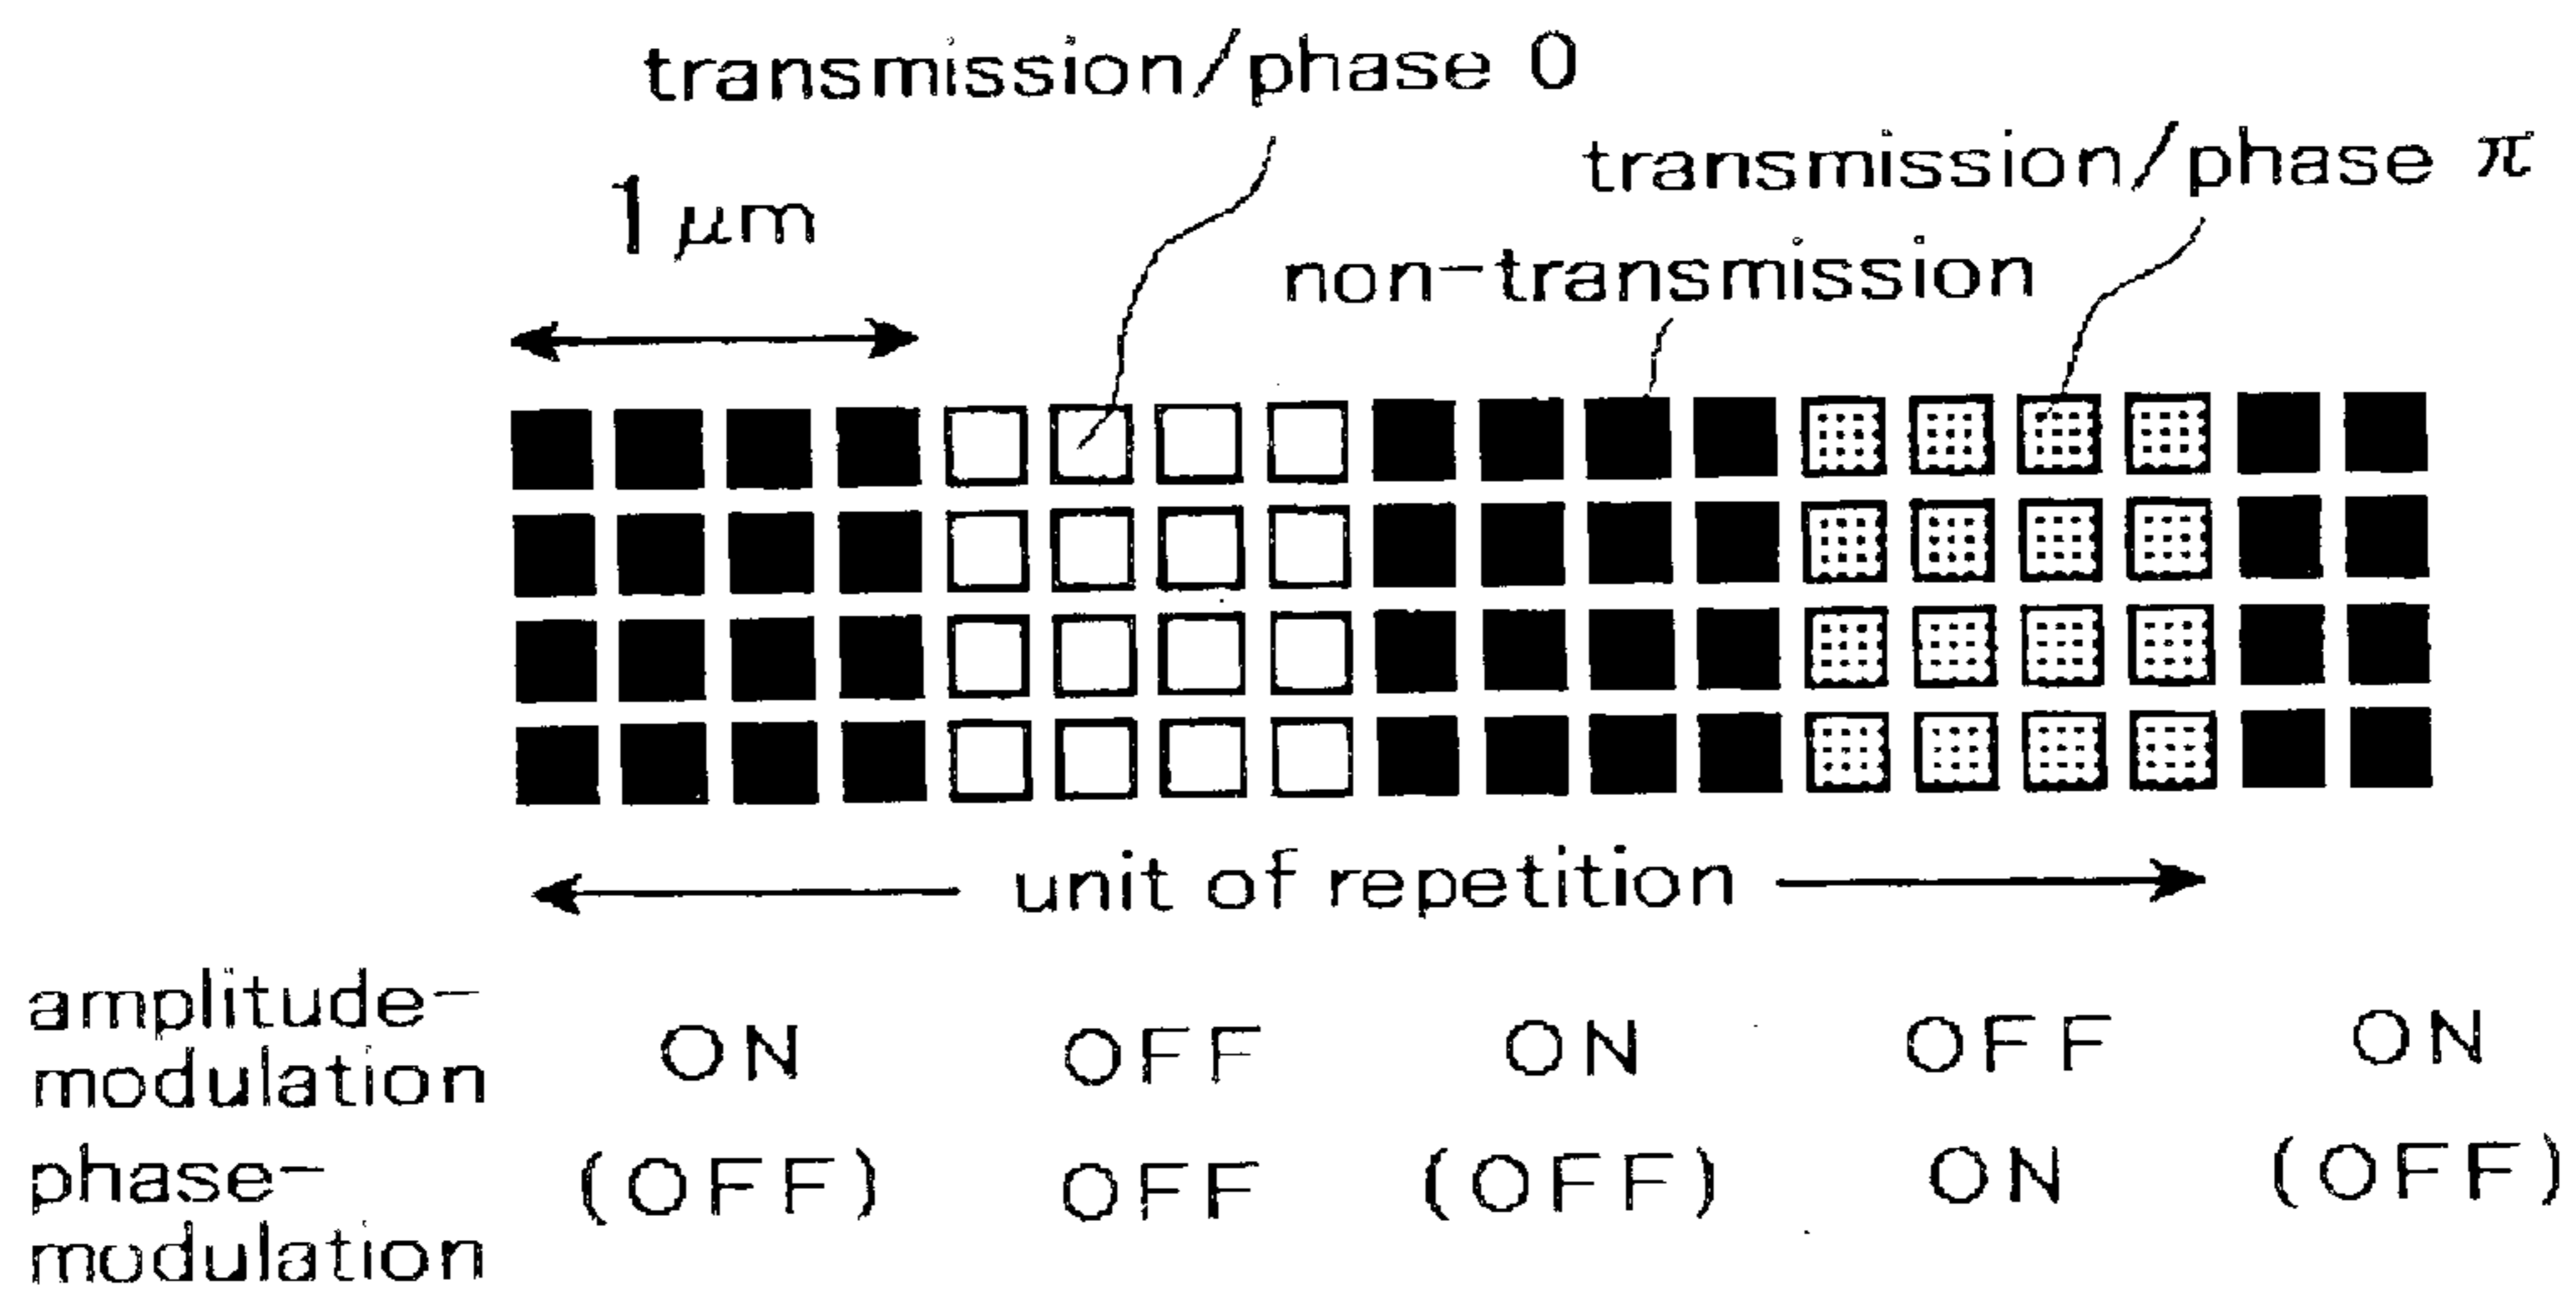 transmission/phase 0
transmission/phase π
1 μm
non-transmission
unit of repetition
amplitude-
modulation ON OFF ON OFF ON
phase-
modulation (OFF) OFF (OFF) ON (OFF)